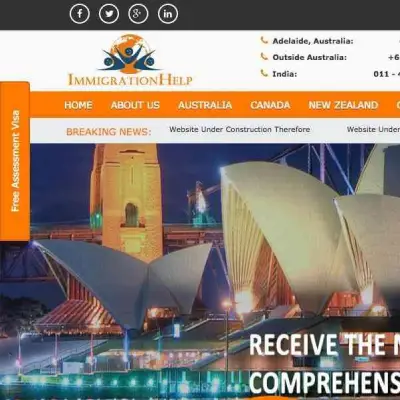 Adelaide, Australia:
Outside Australia: +6
India: 011 - 4
IMMIGRATIONHELP
HOME ABOUT US AUSTRALIA CANADA NEW ZEALAND
BREAKING NEWS: Website Under Construction Therefore Website Under
Free Assessment Visa
RECEIVE THE
COMPREHENS